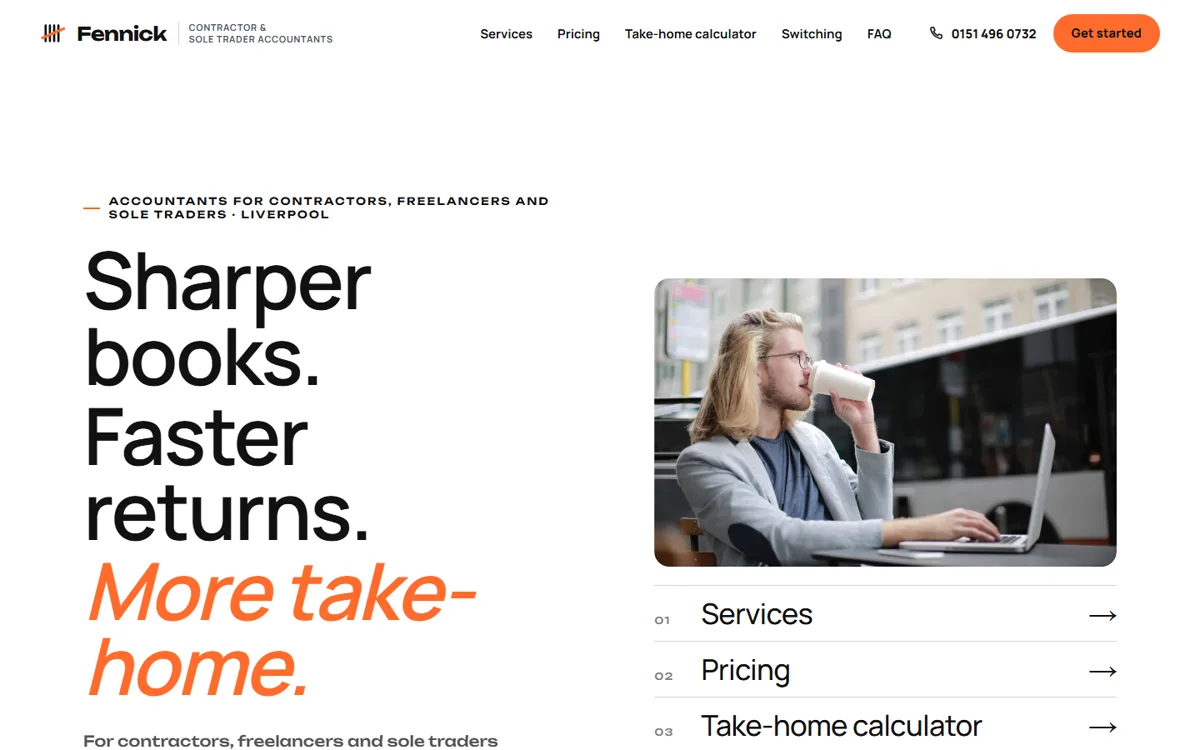 Fennick
CONTRACTOR &
SOLE TRADER ACCOUNTANTS
Services
Pricing
Take-home calculator
Switching
FAQ
0151 496 0732
Get started
ACCOUNTANTS FOR CONTRACTORS, FREELANCERS AND
SOLE TRADERS · LIVERPOOL
Sharper
books.
Faster
returns.
More take-
home.
For contractors, freelancers and sole traders
01 Services →
02 Pricing →
03 Take-home calculator →